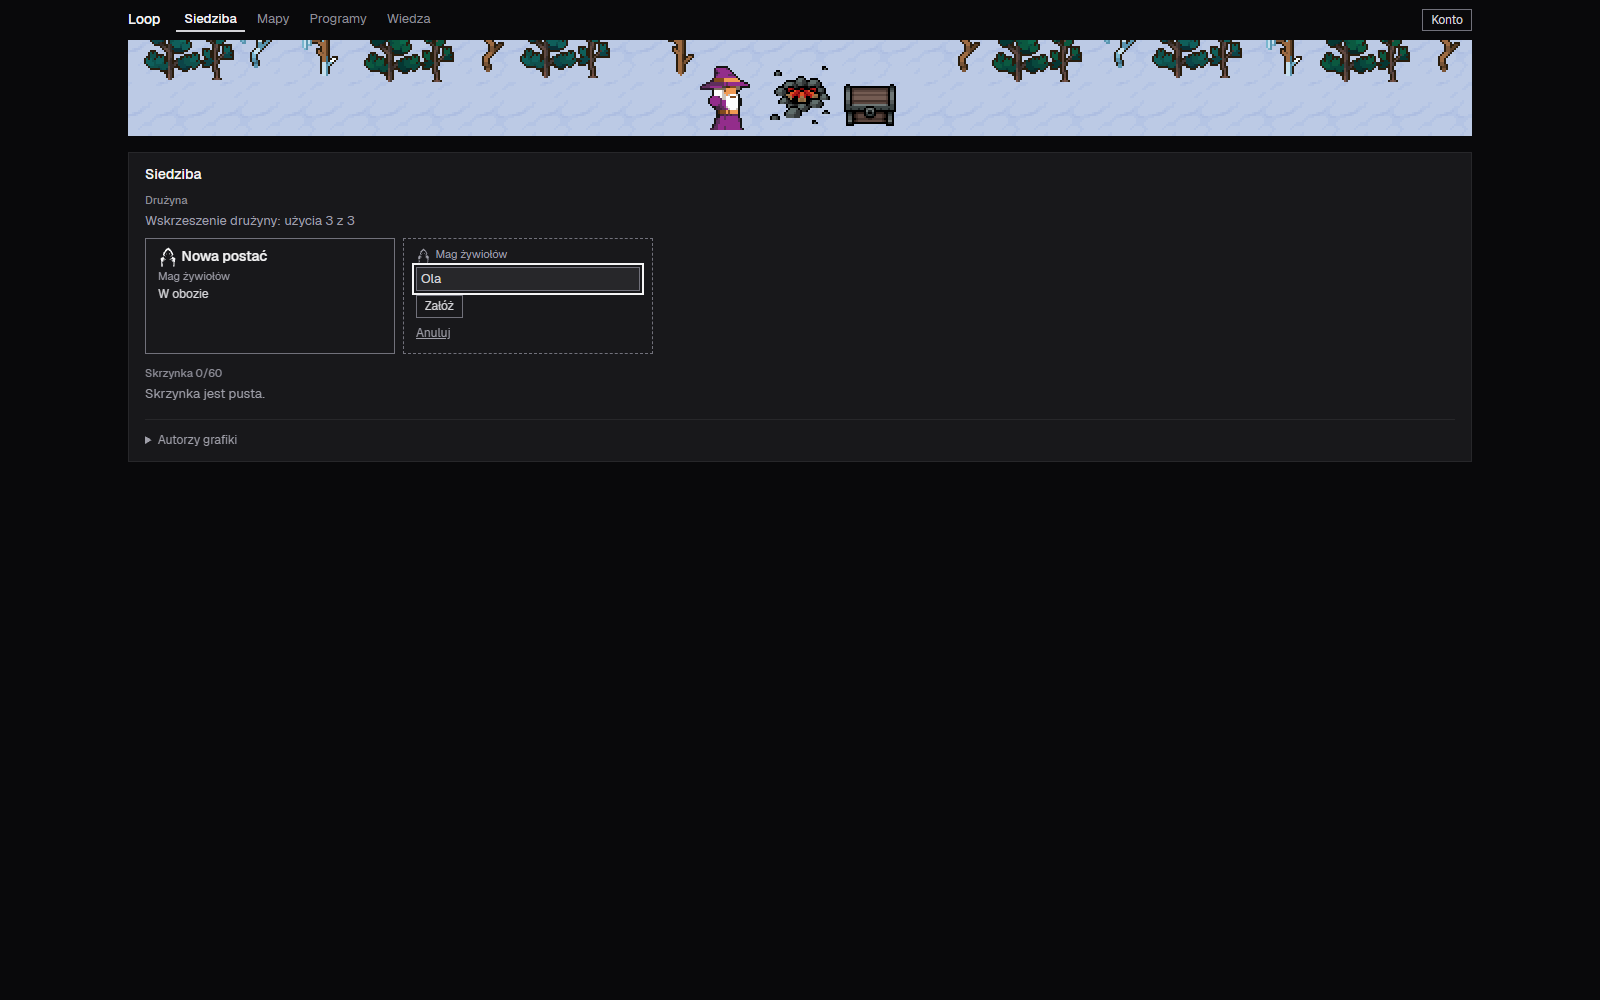 Loop Siedziba Mapy Programy Wiedza Konto
Siedziba
Drużyna
Wskrzeszenie drużyny: użycia 3 z 3
Nowa postać
Mag żywiołów
W obozie
Mag żywiołów
Ola
Załóż
Anuluj
Skrzynka 0/60
Skrzynka jest pusta.
Autorzy grafiki